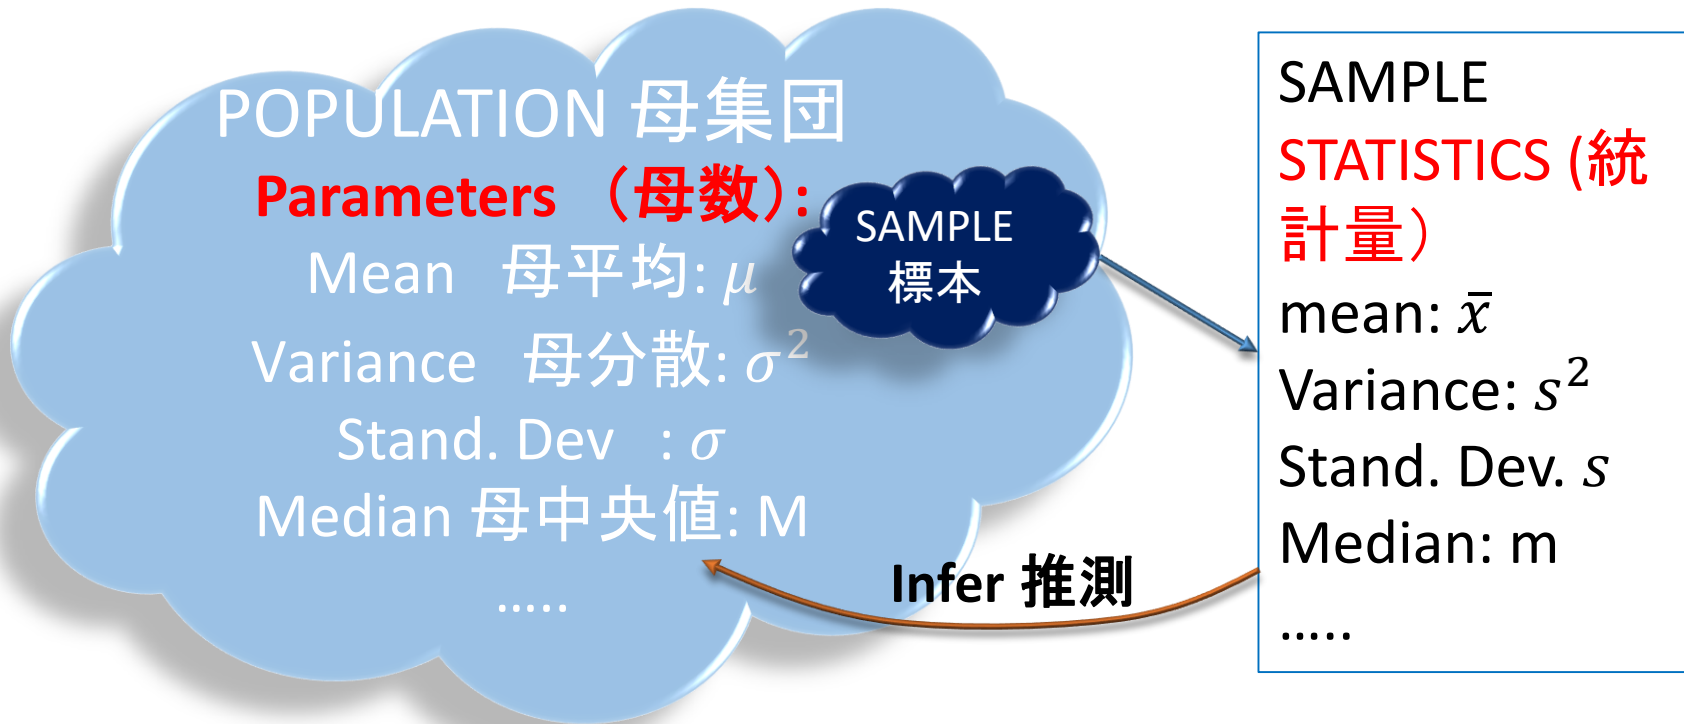 POPULATION 母集団
Parameters （母数）:
Mean 母平均: μ
Variance 母分散: σ²
Stand. Dev : σ
Median 母中央値: M
.....
SAMPLE
標本
Infer 推測
SAMPLE
STATISTICS (統
計量）
mean: x̄
Variance: s²
Stand. Dev. s
Median: m
.....